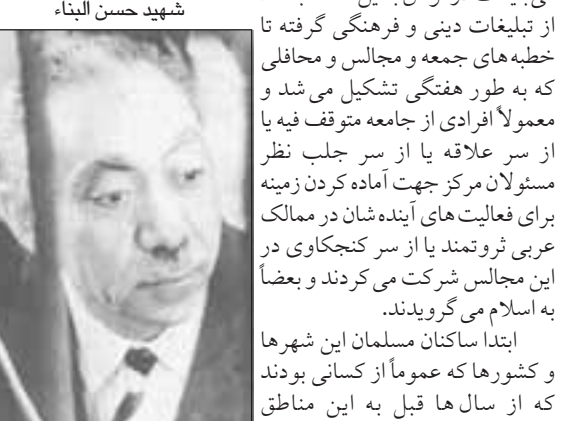 شهید حسن البناء
از تبلیغات دینی و فرهنگی گرفته تا
خطبه‌های جمعه و مجالس و محافلی
که به طور هفتگی تشکیل می شد و
معمولاً افرادی از جامعه متوقف فیه یا
از سر علاقه یا از سر جلب نظر
مسئولان مرکز جهت آماده کردن زمینه
برای فعالیت های آینده شان در ممالک
عربی ثروتمند یا از سر کنجکاوی در
این مجالس شرکت می کردند و بعضاً
به اسلام می گرویدند.
ابتدا ساکنان مسلمان این شهرها
و کشورها که عموماً از کسانی بودند
که از سال ها قبل به این مناطق